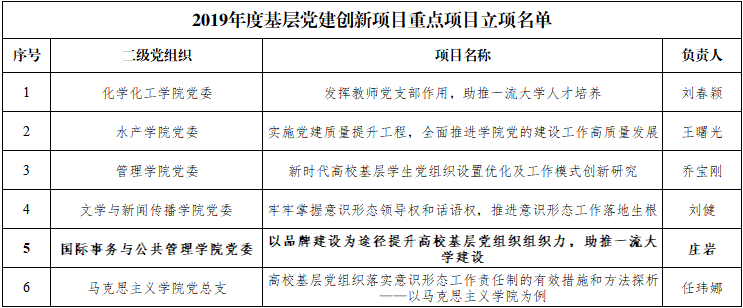 2019年度基层党建创新项目重点项目立项名单
序号 二级党组织 项目名称 负责人
1 化学化工学院党委 发挥教师党支部作用，助推一流大学人才培养 刘春颖
2 水产学院党委 实施党建质量提升工程，全面推进学院党的建设工作高质量发展 王曙光
3 管理学院党委 新时代高校基层学生党组织设置优化及工作模式创新研究 乔宝刚
4 文学与新闻传播学院党委 牢牢掌握意识形态领导权和话语权，推进意识形态工作落地生根 刘健
5 国际事务与公共管理学院党委 以品牌建设为途径提升高校基层党组织组织力，助推一流大
学建设 庄岩
6 马克思主义学院党总支 高校基层党组织落实意识形态工作责任制的有效措施和方法探析
——以马克思主义学院为例 任玮娜